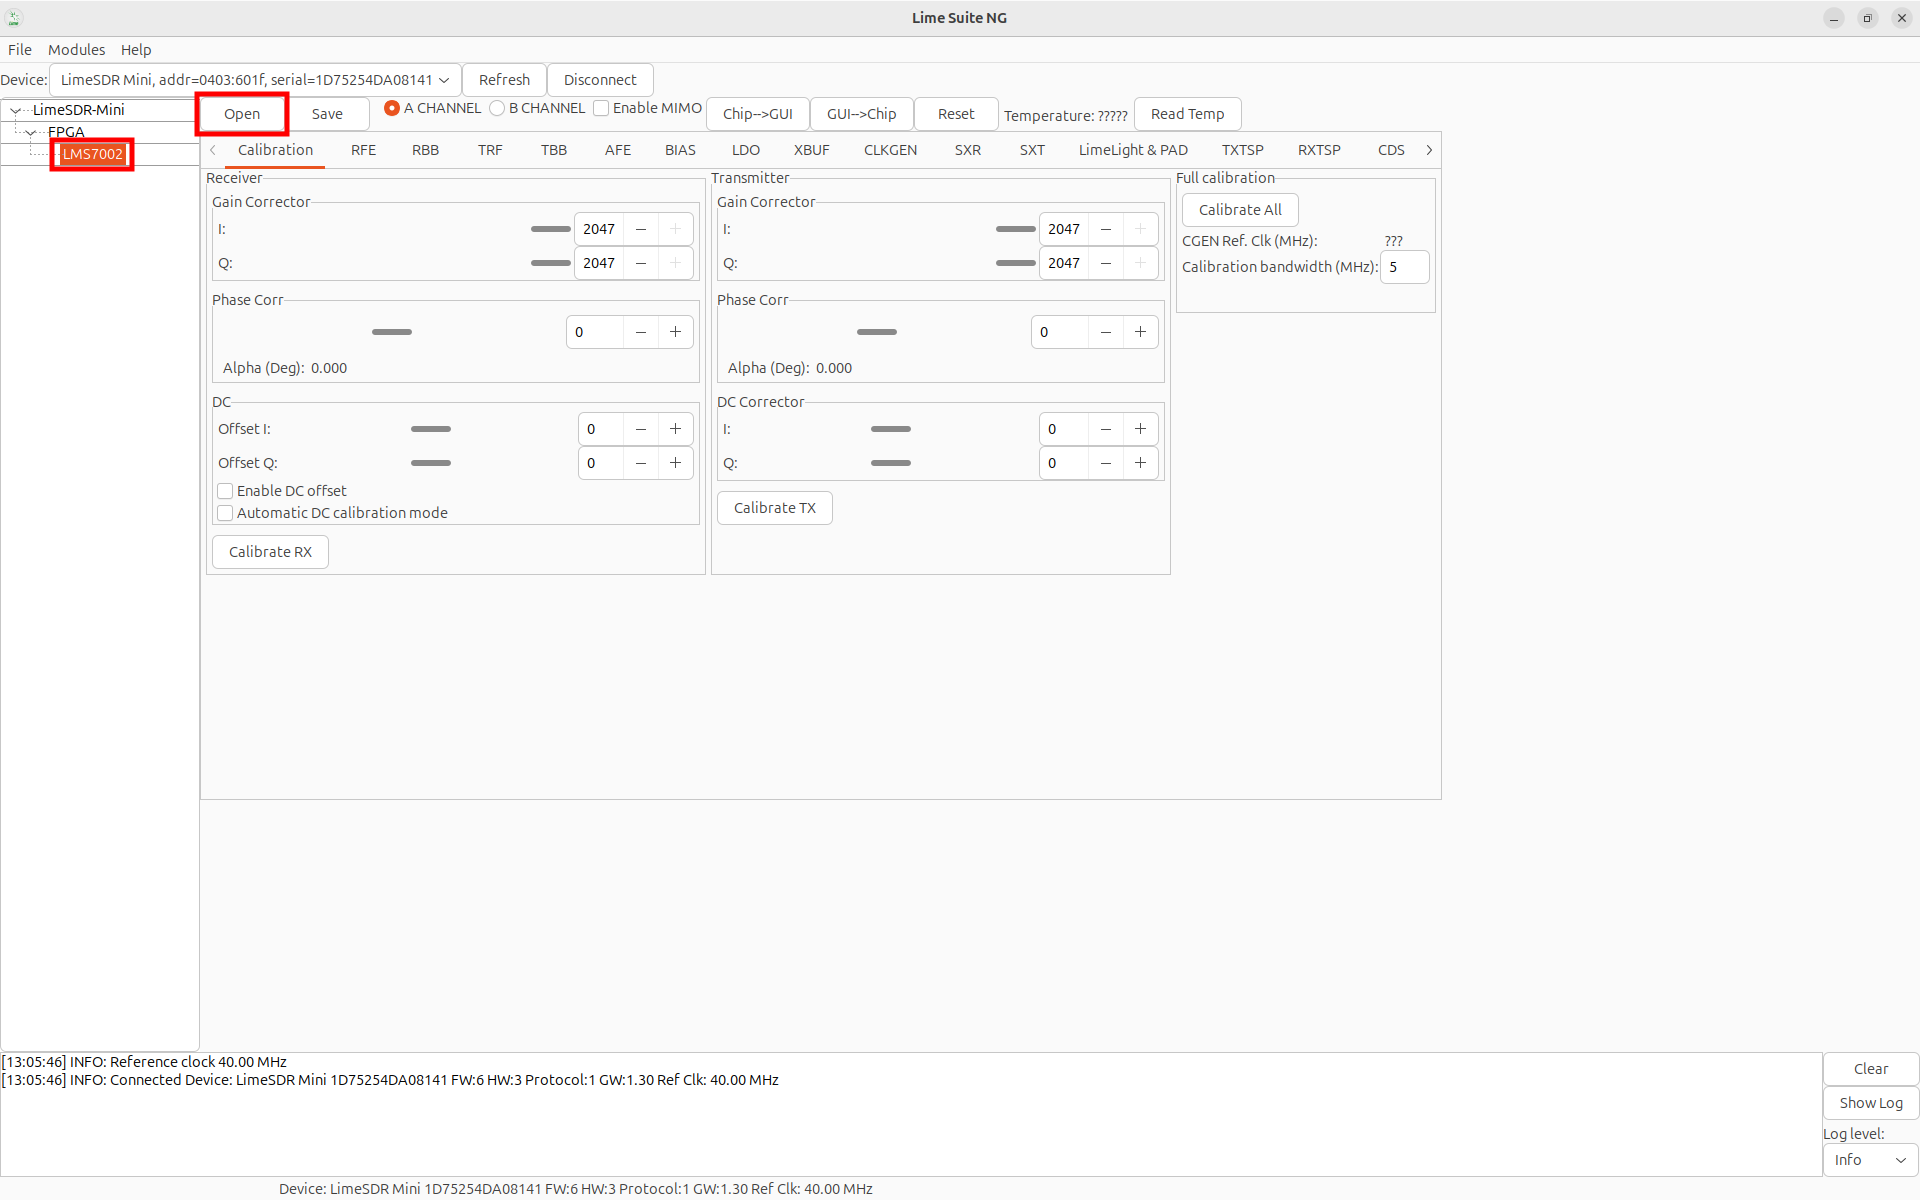 Lime Suite NG
File Modules Help
Device: LimeSDR Mini, addr=0403:601f, serial=1D75254DA08141 Refresh Disconnect
LimeSDR-Mini
FPGA
LMS7002
Open Save A CHANNEL B CHANNEL Enable MIMO Chip-->GUI GUI-->Chip Reset Temperature: ????? Read Temp
Calibration RFE RBB TRF TBB AFE BIAS LDO XBUF CLKGEN SXR SXT LimeLight & PAD TXTSP RXTSP CDS
Receiver
Gain Corrector
I: 2047
Q: 2047
Phase Corr
0
Alpha (Deg): 0.000
DC
Offset I: 0
Offset Q: 0
Enable DC offset
Automatic DC calibration mode
Calibrate RX
Transmitter
Gain Corrector
I: 2047
Q: 2047
Phase Corr
0
Alpha (Deg): 0.000
DC Corrector
I: 0
Q: 0
Calibrate TX
Full calibration
Calibrate All
CGEN Ref. Clk (MHz): ???
Calibration bandwidth (MHz): 5
[13:05:46] INFO: Reference clock 40.00 MHz
[13:05:46] INFO: Connected Device: LimeSDR Mini 1D75254DA08141 FW:6 HW:3 Protocol:1 GW:1.30 Ref Clk: 40.00 MHz
Clear
Show Log
Log level:
Info
Device: LimeSDR Mini 1D75254DA08141 FW:6 HW:3 Protocol:1 GW:1.30 Ref Clk: 40.00 MHz